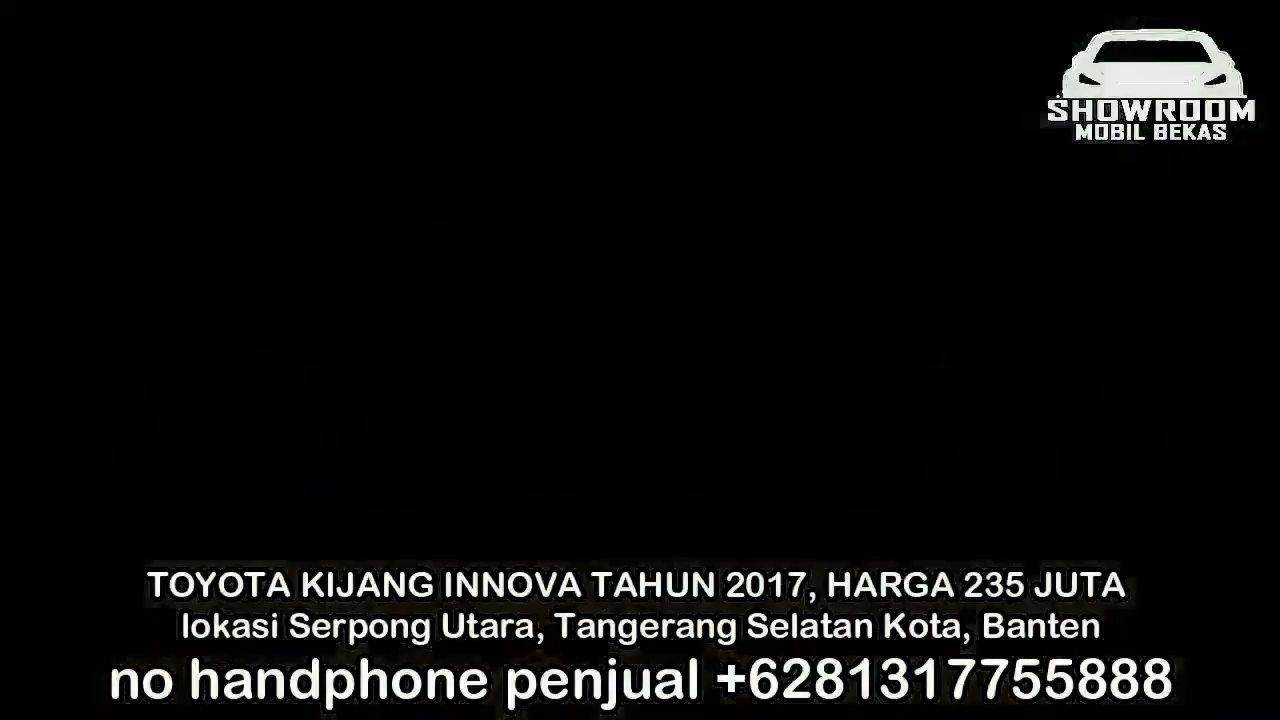 SHOWROOM
MOBIL BEKAS
TOYOTA KIJANG INNOVA TAHUN 2017, HARGA 235 JUTA
lokasi Serpong Utara, Tangerang Selatan Kota, Banten
no handphone penjual +6281317755888